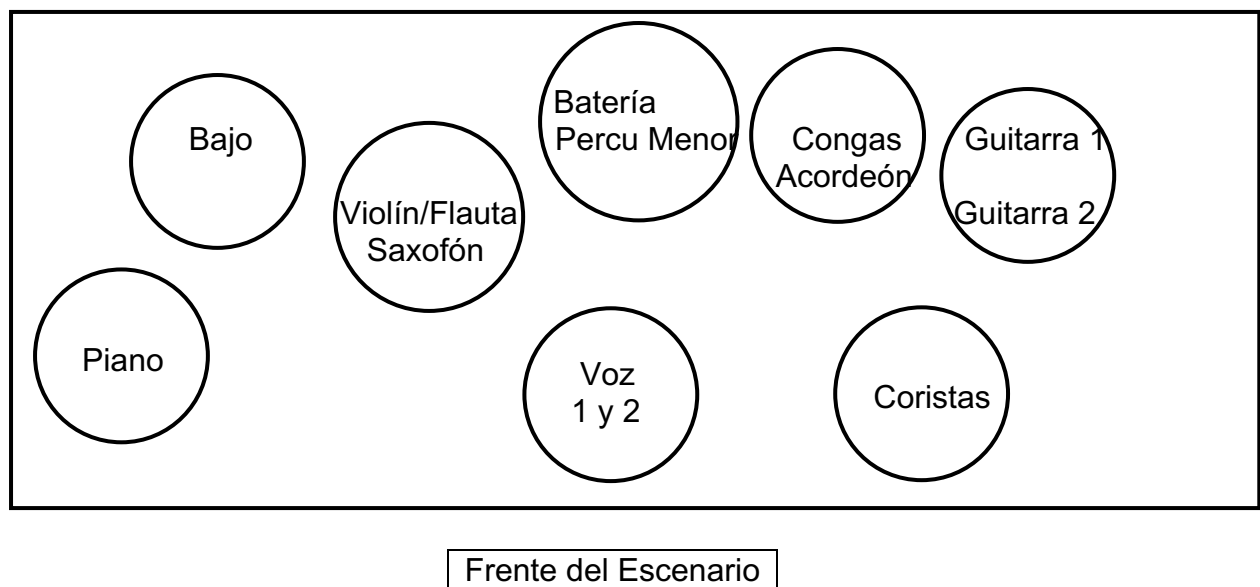 Bajo
Batería
Percu Menor
Congas
Acordeón
Guitarra 1
Guitarra 2
Violín/Flauta
Saxofón
Piano
Voz
1 y 2
Coristas
Frente del Escenario